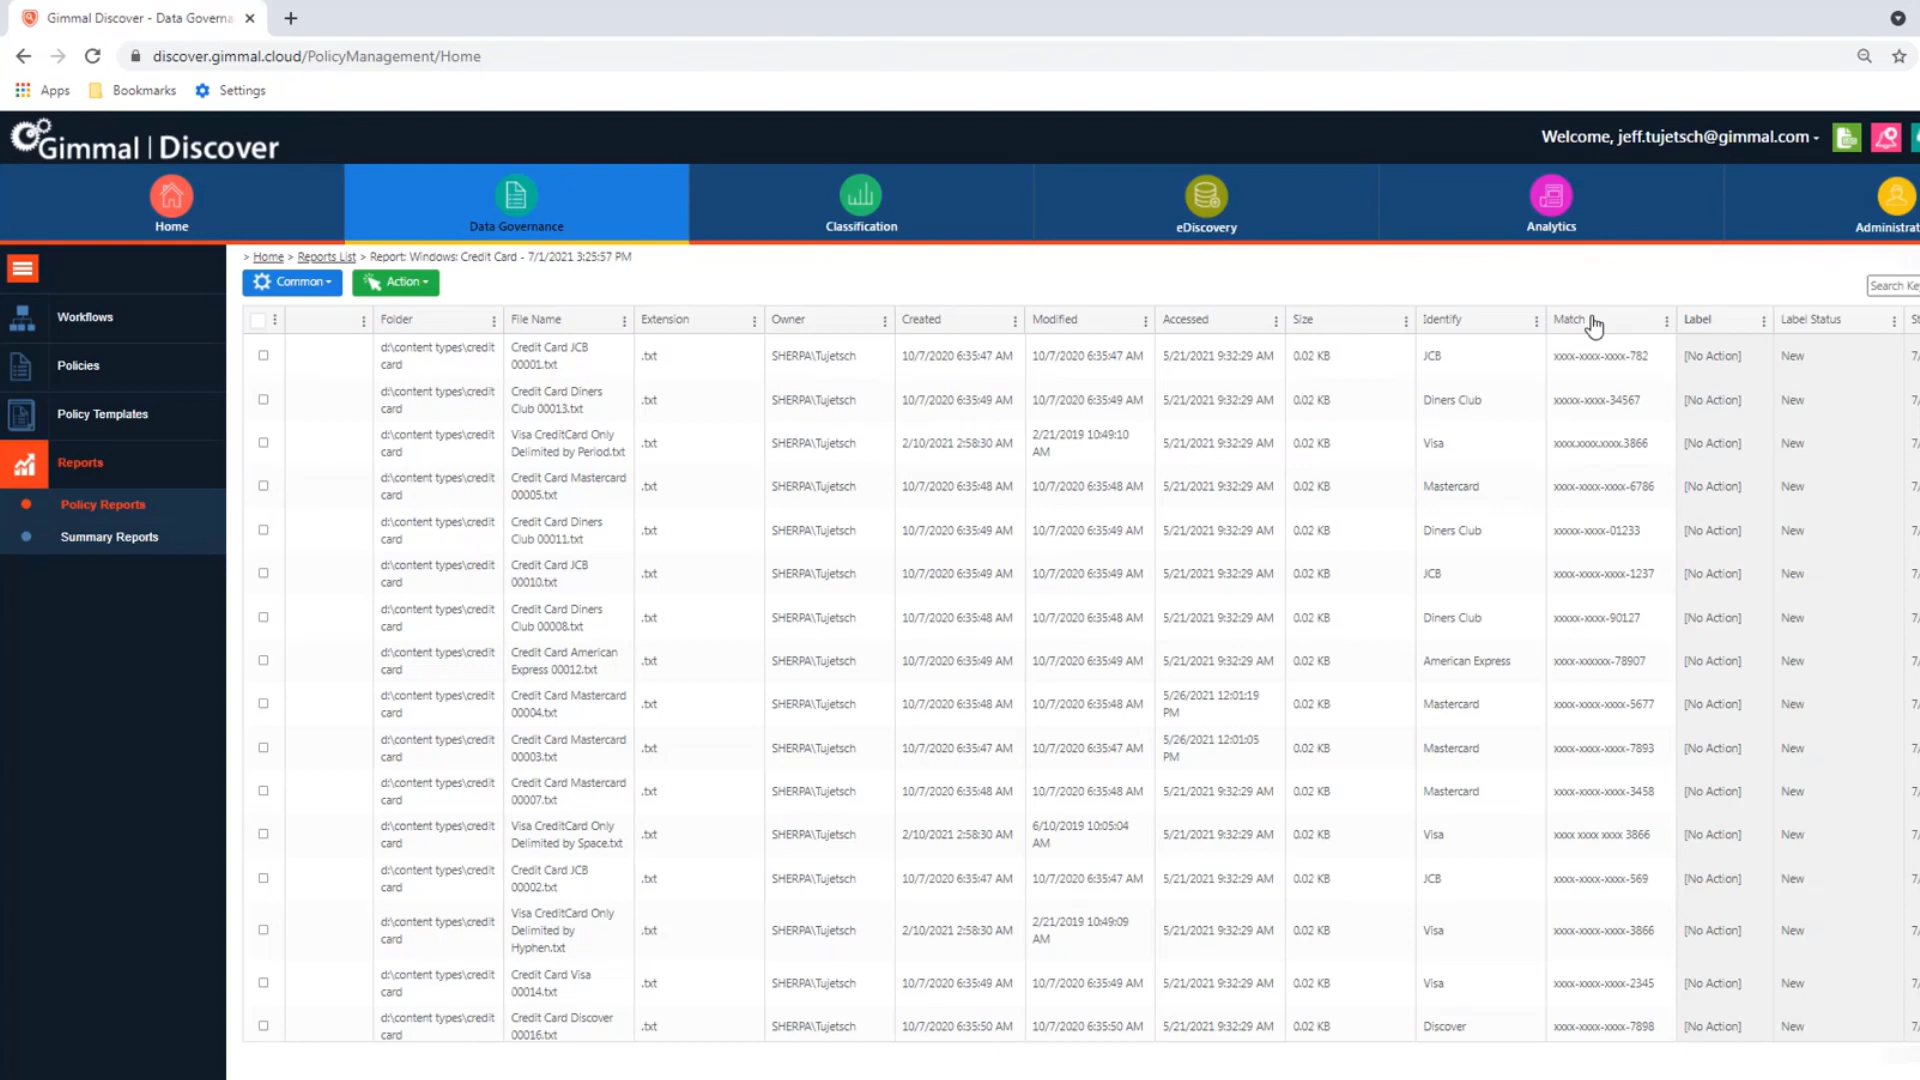 Gimmal Discover - Data Governa
discover.gimmal.cloud/PolicyManagement/Home
Apps Bookmarks Settings
Gimmal | Discover
Welcome, jeff.tujetsch@gimmal.com
Home Data Governance Classification eDiscovery Analytics Administrat
> Home > Reports List > Report: Windows: Credit Card - 7/1/2021 3:25:57 PM
Common Action
Search Ke
Workflows
Policies
Policy Templates
Reports
Policy Reports
Summary Reports
Folder File Name Extension Owner Created Modified Accessed Size Identify Match Label Label Status St
d:\content types\credit card Credit Card JCB 00001.txt .txt SHERPA\Tujetsch 10/7/2020 6:35:47 AM 10/7/2020 6:35:47 AM 5/21/2021 9:32:29 AM 0.02 KB JCB xxxx-xxxx-xxxx-782 [No Action] New 7/
d:\content types\credit card Credit Card Diners Club 00013.txt .txt SHERPA\Tujetsch 10/7/2020 6:35:49 AM 10/7/2020 6:35:49 AM 5/21/2021 9:32:29 AM 0.02 KB Diners Club xxxxx-xxxx-34567 [No Action] New 7/
d:\content types\credit card Visa CreditCard Only Delimited by Period.txt .txt SHERPA\Tujetsch 2/10/2021 2:58:30 AM 2/21/2019 10:49:10 AM 5/21/2021 9:32:29 AM 0.02 KB Visa xxxx.xxxx.xxxx.3866 [No Action] New 7/
d:\content types\credit card Credit Card Mastercard 00005.txt .txt SHERPA\Tujetsch 10/7/2020 6:35:48 AM 10/7/2020 6:35:48 AM 5/21/2021 9:32:29 AM 0.02 KB Mastercard xxxx-xxxx-xxxx-6786 [No Action] New 7/
d:\content types\credit card Credit Card Diners Club 00011.txt .txt SHERPA\Tujetsch 10/7/2020 6:35:49 AM 10/7/2020 6:35:49 AM 5/21/2021 9:32:29 AM 0.02 KB Diners Club xxxxx-xxxx-01233 [No Action] New 7/
d:\content types\credit card Credit Card JCB 00010.txt .txt SHERPA\Tujetsch 10/7/2020 6:35:49 AM 10/7/2020 6:35:49 AM 5/21/2021 9:32:29 AM 0.02 KB JCB xxxx-xxxx-xxxx-1237 [No Action] New 7/
d:\content types\credit card Credit Card Diners Club 00008.txt .txt SHERPA\Tujetsch 10/7/2020 6:35:48 AM 10/7/2020 6:35:48 AM 5/21/2021 9:32:29 AM 0.02 KB Diners Club xxxxx-xxxx-90127 [No Action] New 7/
d:\content types\credit card Credit Card American Express 00012.txt .txt SHERPA\Tujetsch 10/7/2020 6:35:49 AM 10/7/2020 6:35:49 AM 5/21/2021 9:32:29 AM 0.02 KB American Express xxxx-xxxxxx-78907 [No Action] New 7/
d:\content types\credit card Credit Card Mastercard 00004.txt .txt SHERPA\Tujetsch 10/7/2020 6:35:48 AM 10/7/2020 6:35:48 AM 5/26/2021 12:01:19 PM 0.02 KB Mastercard xxxx-xxxx-xxxx-5677 [No Action] New 7/
d:\content types\credit card Credit Card Mastercard 00003.txt .txt SHERPA\Tujetsch 10/7/2020 6:35:47 AM 10/7/2020 6:35:47 AM 5/26/2021 12:01:05 PM 0.02 KB Mastercard xxxx-xxxx-xxxx-7893 [No Action] New 7/
d:\content types\credit card Credit Card Mastercard 00007.txt .txt SHERPA\Tujetsch 10/7/2020 6:35:48 AM 10/7/2020 6:35:48 AM 5/21/2021 9:32:29 AM 0.02 KB Mastercard xxxx-xxxx-xxxx-3458 [No Action] New 7/
d:\content types\credit card Visa CreditCard Only Delimited by Space.txt .txt SHERPA\Tujetsch 2/10/2021 2:58:30 AM 6/10/2019 10:05:04 AM 5/21/2021 9:32:29 AM 0.02 KB Visa xxxx xxxx xxxx 3866 [No Action] New 7/
d:\content types\credit card Credit Card JCB 00002.txt .txt SHERPA\Tujetsch 10/7/2020 6:35:47 AM 10/7/2020 6:35:47 AM 5/21/2021 9:32:29 AM 0.02 KB JCB xxxx-xxxx-xxxx-569 [No Action] New 7/
d:\content types\credit card Visa CreditCard Only Delimited by Hyphen.txt .txt SHERPA\Tujetsch 2/10/2021 2:58:30 AM 2/21/2019 10:49:09 AM 5/21/2021 9:32:29 AM 0.02 KB Visa xxxx-xxxx-xxxx-3866 [No Action] New 7/
d:\content types\credit card Credit Card Visa 00014.txt .txt SHERPA\Tujetsch 10/7/2020 6:35:49 AM 10/7/2020 6:35:49 AM 5/21/2021 9:32:29 AM 0.02 KB Visa xxxx-xxxx-xxxx-2345 [No Action] New 7/
d:\content types\credit card Credit Card Discover 00016.txt .txt SHERPA\Tujetsch 10/7/2020 6:35:50 AM 10/7/2020 6:35:50 AM 5/21/2021 9:32:29 AM 0.02 KB Discover xxxx-xxxx-xxxx-7898 [No Action] New 7/